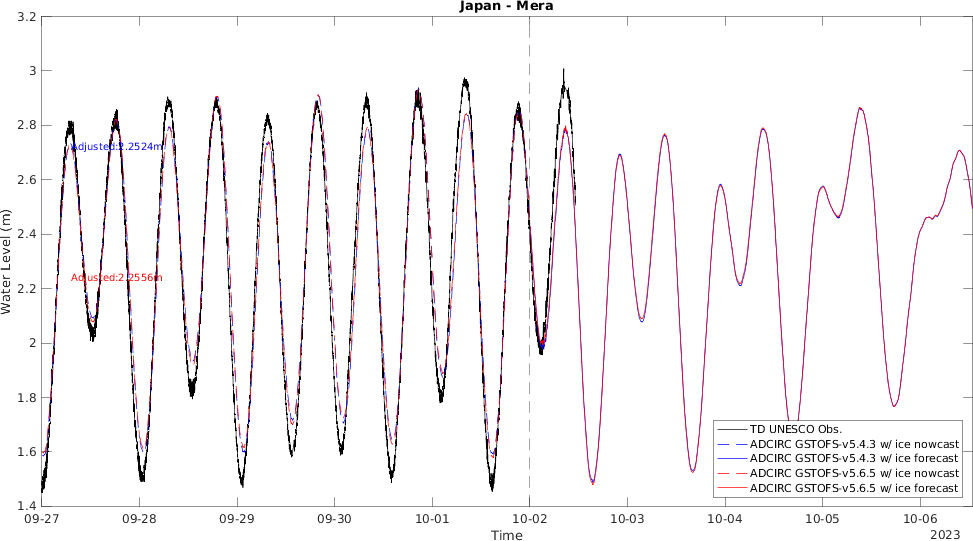 Japan - Mera
3.2
3
2.8
2.6
2.4
2.2
2
1.8
1.6
1.4
Water Level (m)
Adjusted:2.2524m
Adjusted:2.2556m
TD UNESCO Obs.
ADCIRC GSTOFS-v5.4.3 w/ ice nowcast
ADCIRC GSTOFS-v5.4.3 w/ ice forecast
ADCIRC GSTOFS-v5.6.5 w/ ice nowcast
ADCIRC GSTOFS-v5.6.5 w/ ice forecast
09-27 09-28 09-29 09-30 10-01 10-02 10-03 10-04 10-05 10-06
Time
2023